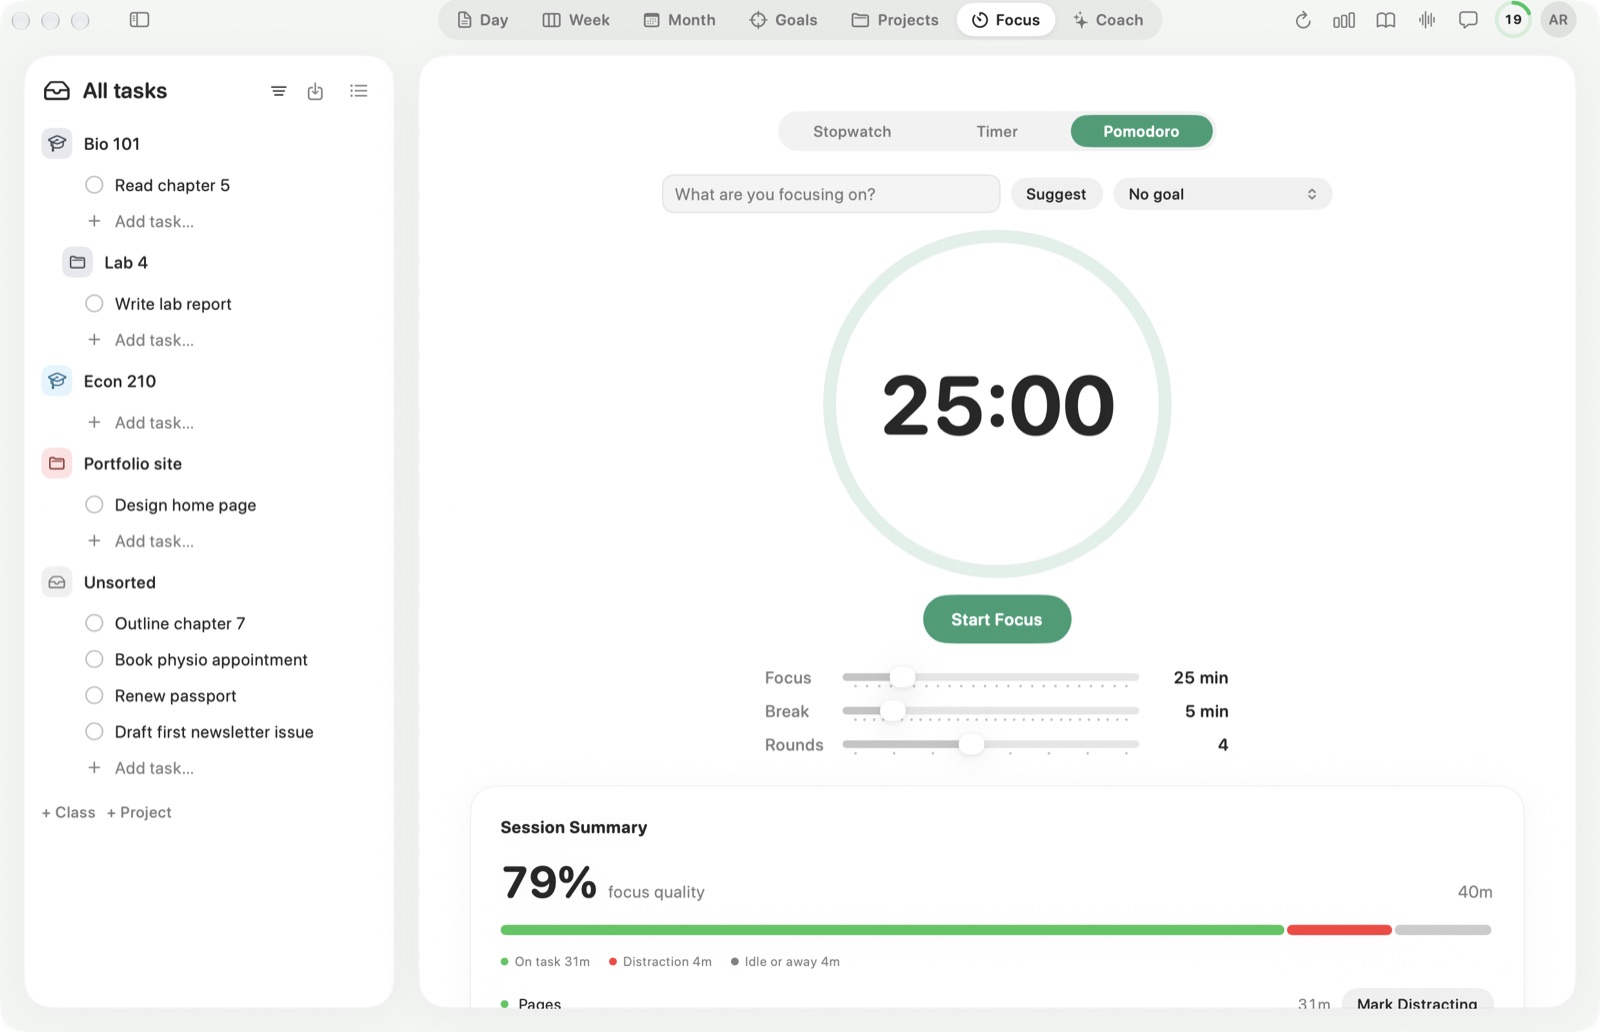 Day
Week
Month
Goals
Projects
Focus
Coach
19
AR
All tasks
Bio 101
Read chapter 5
+ Add task...
Lab 4
Write lab report
+ Add task...
Econ 210
+ Add task...
Portfolio site
Design home page
+ Add task...
Unsorted
Outline chapter 7
Book physio appointment
Renew passport
Draft first newsletter issue
+ Add task...
+ Class + Project
Stopwatch
Timer
Pomodoro
What are you focusing on?
Suggest
No goal
25:00
Start Focus
Focus 25 min
Break 5 min
Rounds 4
Session Summary
79% focus quality 40m
On task 31m Distraction 4m Idle or away 4m
Pages 31m Mark Distracting